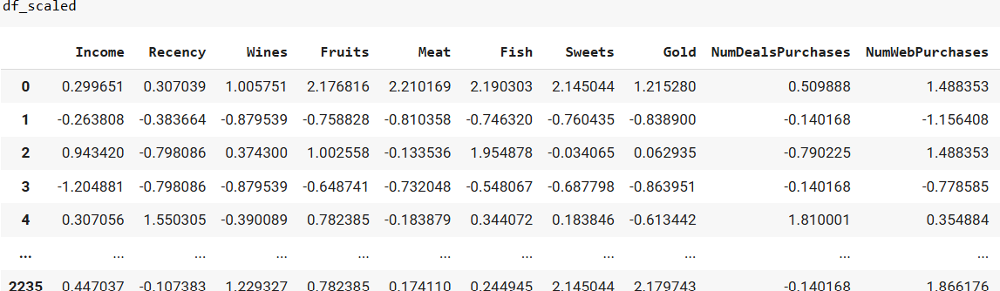 df_scaled
Income Recency Wines Fruits Meat Fish Sweets Gold NumDealsPurchases NumWebPurchases
0 0.299651 0.307039 1.005751 2.176816 2.210169 2.190303 2.145044 1.215280 0.509888 1.488353
1 -0.263808 -0.383664 -0.879539 -0.758828 -0.810358 -0.746320 -0.760435 -0.838900 -0.140168 -1.156408
2 0.943420 -0.798086 0.374300 1.002558 -0.133536 1.954878 -0.034065 0.062935 -0.790225 1.488353
3 -1.204881 -0.798086 -0.879539 -0.648741 -0.732048 -0.548067 -0.687798 -0.863951 -0.140168 -0.778585
4 0.307056 1.550305 -0.390089 0.782385 -0.183879 0.344072 0.183846 -0.613442 1.810001 0.354884
... ... ... ... ... ... ... ... ... ... ...
2235 0.447037 -0.107383 1.229327 0.782385 0.174110 0.244945 2.145044 2.179743 -0.140168 1.866176